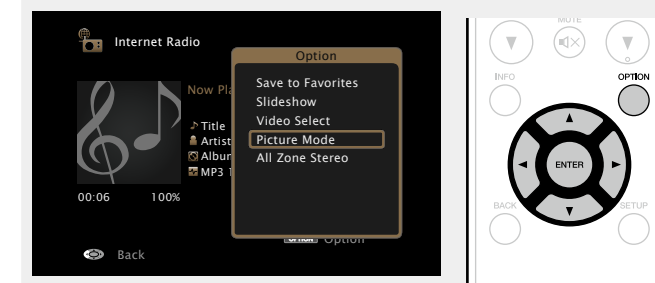 Internet Radio
Option
Now Pla
Save to Favorites
Slideshow
Video Select
Picture Mode
All Zone Stereo
Title
Artist
Album
MP3
00:06 100%
Option
Back
MUTE
INFO
OPTION
ENTER
BACK
SETUP